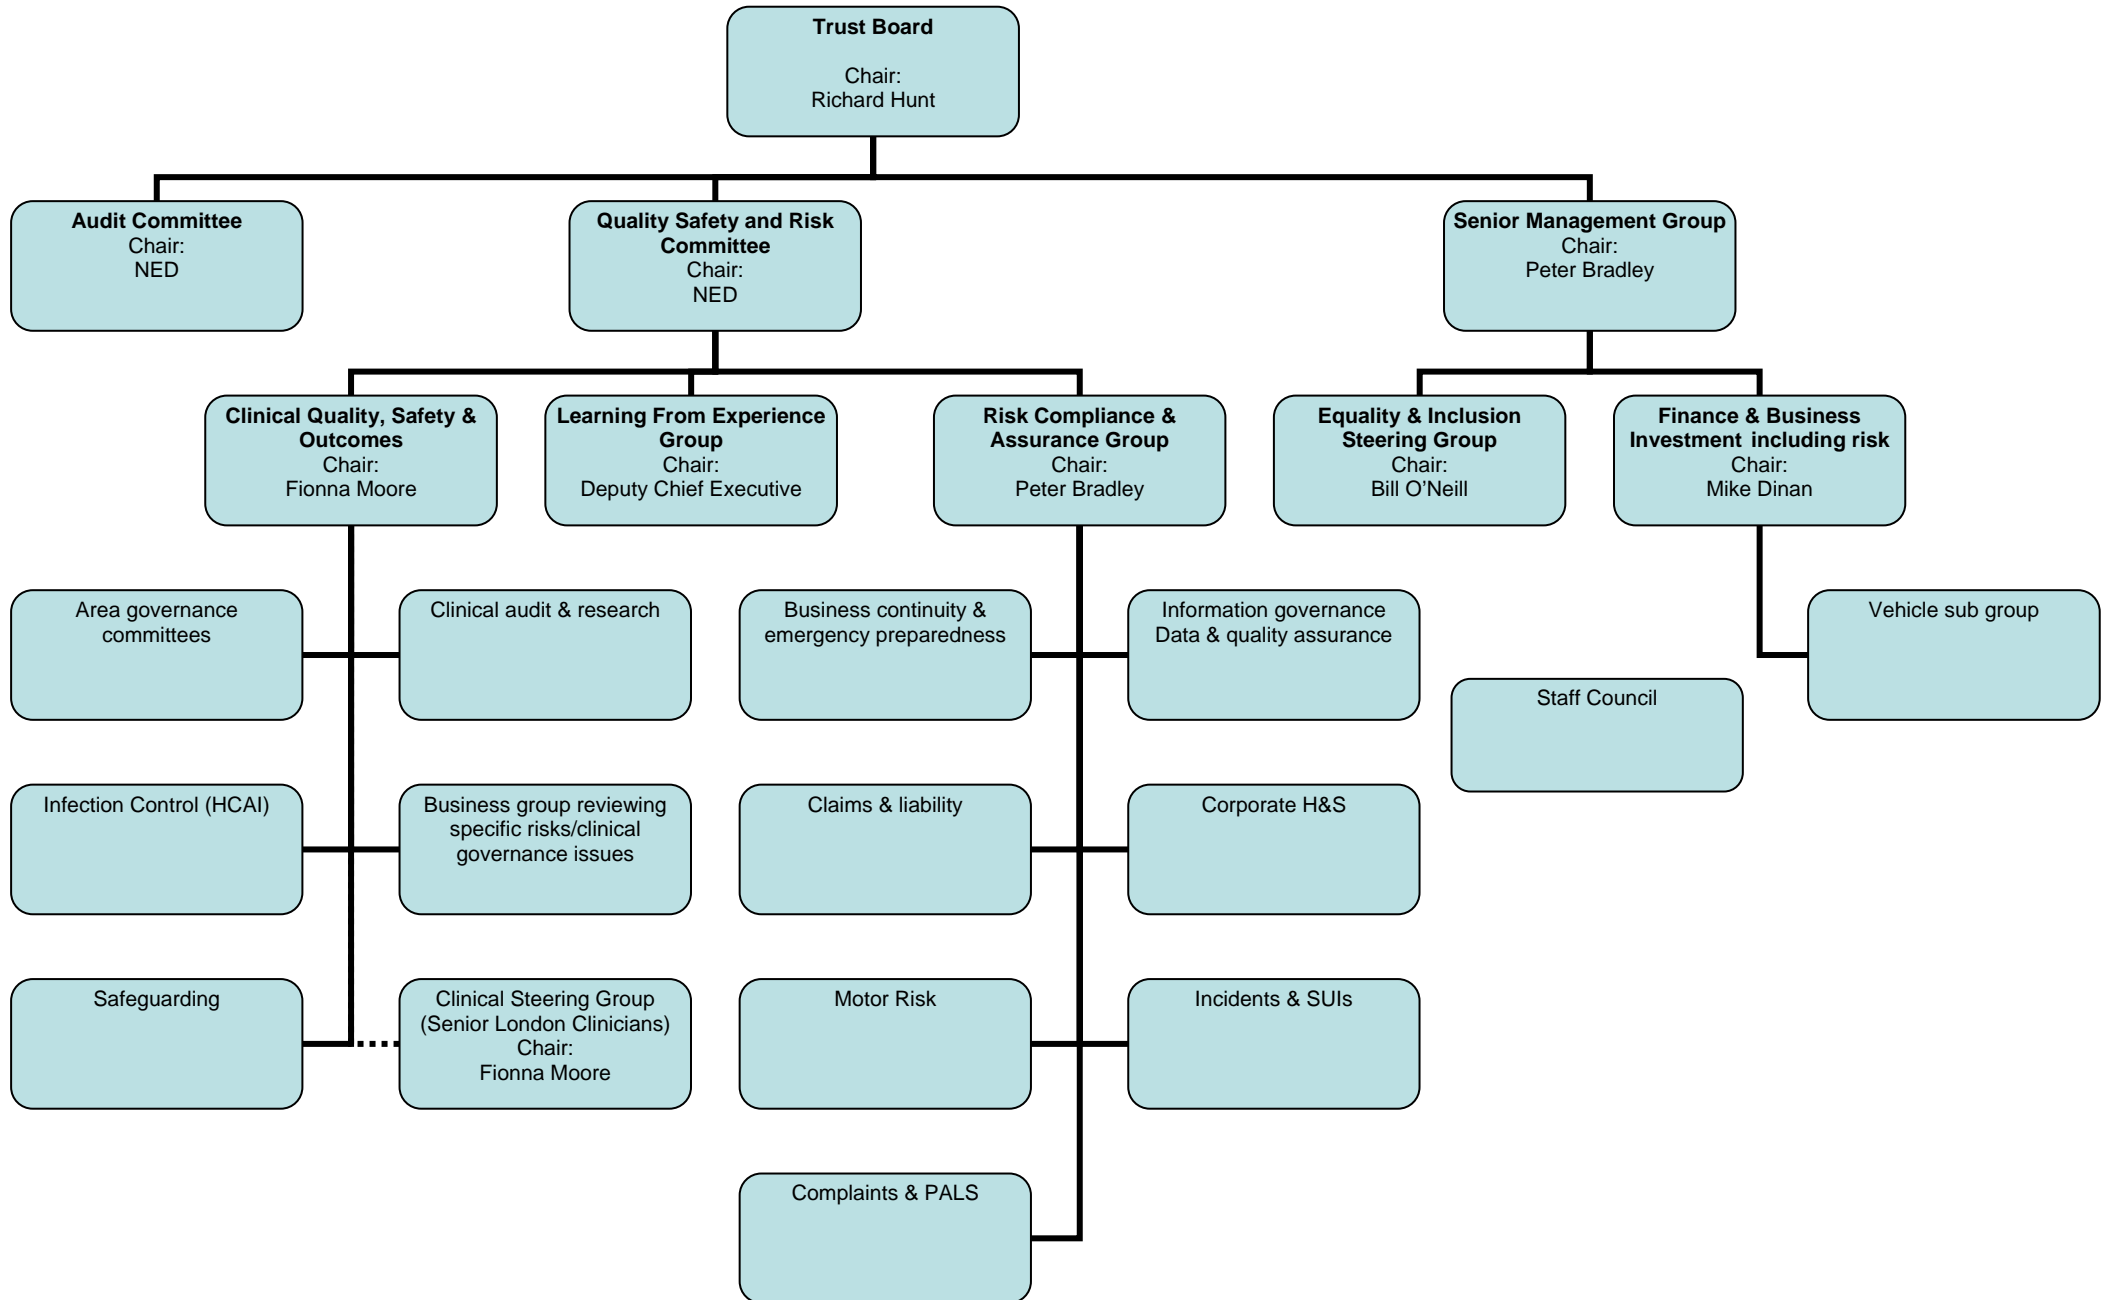 Trust Board
Chair:
Richard Hunt
Audit Committee
Chair:
NED
Quality Safety and Risk
Committee
Chair:
NED
Senior Management Group
Chair:
Peter Bradley
Clinical Quality, Safety &
Outcomes
Chair:
Fionna Moore
Learning From Experience
Group
Chair:
Deputy Chief Executive
Risk Compliance &
Assurance Group
Chair:
Peter Bradley
Equality & Inclusion
Steering Group
Chair:
Bill O’Neill
Finance & Business
Investment including risk
Chair:
Mike Dinan
Area governance
committees
Clinical audit & research
Business continuity &
emergency preparedness
Information governance
Data & quality assurance
Vehicle sub group
Staff Council
Infection Control (HCAI)
Business group reviewing
specific risks/clinical
governance issues
Claims & liability
Corporate H&S
Safeguarding
Clinical Steering Group
(Senior London Clinicians)
Chair:
Fionna Moore
Motor Risk
Incidents & SUIs
Complaints & PALS